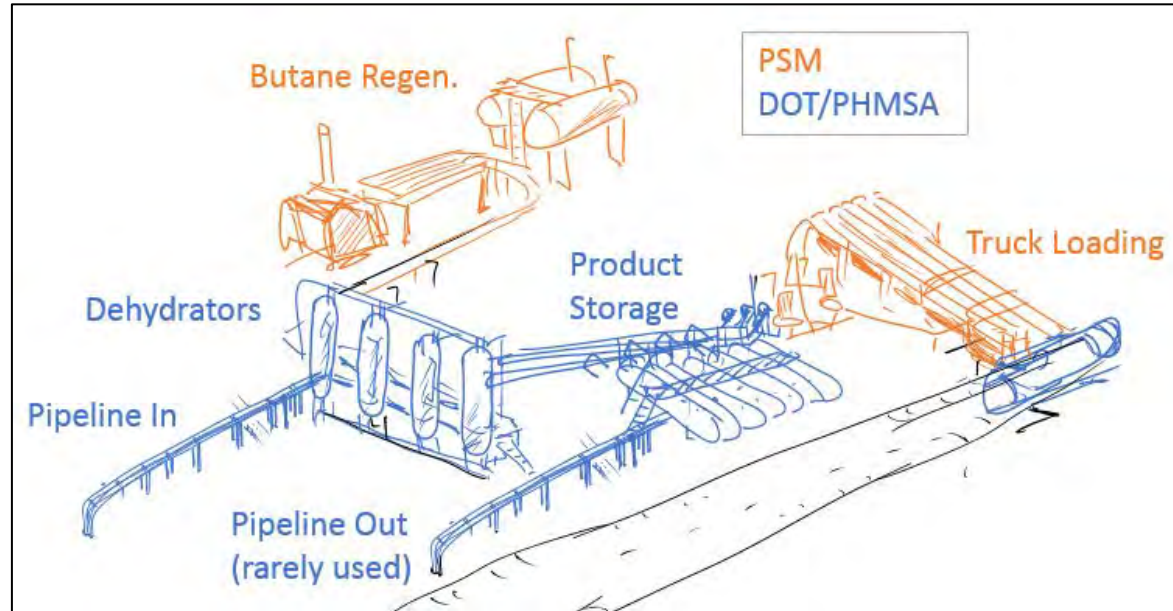 PSM
DOT/PHMSA
Butane Regen.
Truck Loading
Product
Storage
Dehydrators
Pipeline In
Pipeline Out
(rarely used)